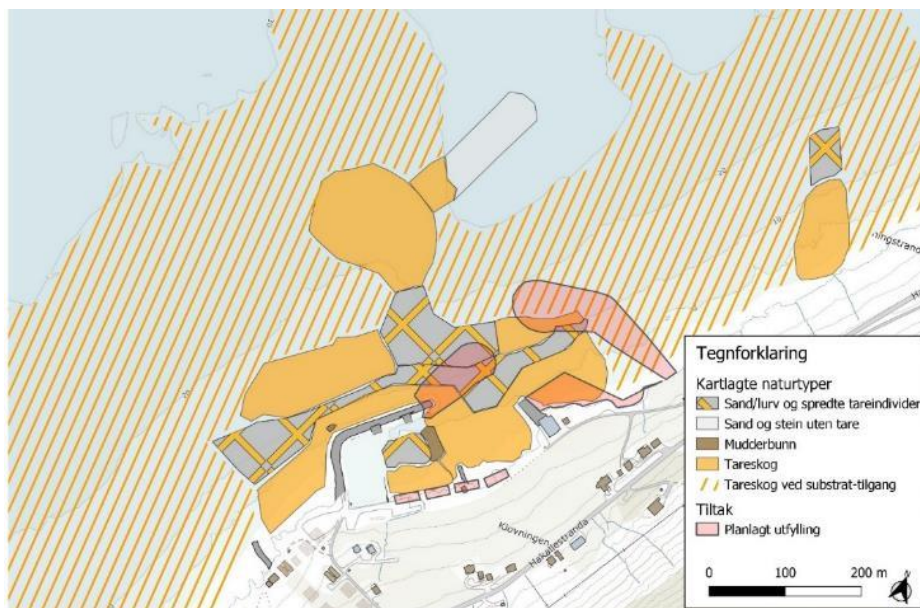 ningstrand
Tegnforklaring
Kartlagte naturtyper
Sand/lurv og spredte tareindivider
Sand og stein uten tare
Mudderbunn
Tareskog
Tareskog ved substrat-tilgang
Tiltak
Planlagt utfylling
0 100 200 m
Klovningen
Hakallestranda